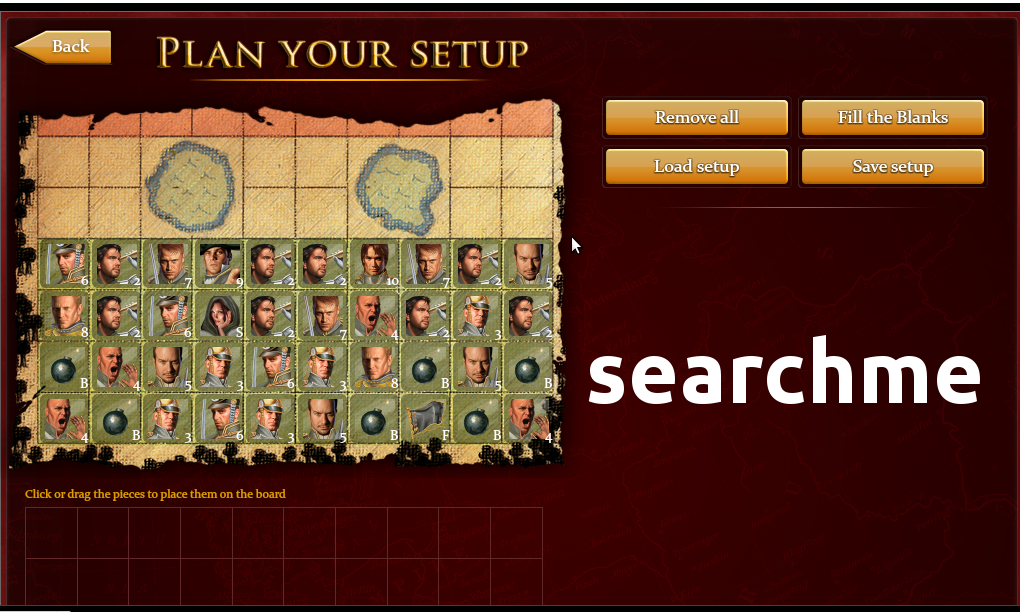 Back
PLAN YOUR SETUP
Remove all
Fill the Blanks
Load setup
Save setup
6 2 7 9 2 2 10 7 2 5
8 2 6 S 2 7 4 2 3 2
searchme
B 4 5 3 6 3 8 B 5 B
4 B 3 6 3 5 B F B 4
Click or drag the pieces to place them on the board